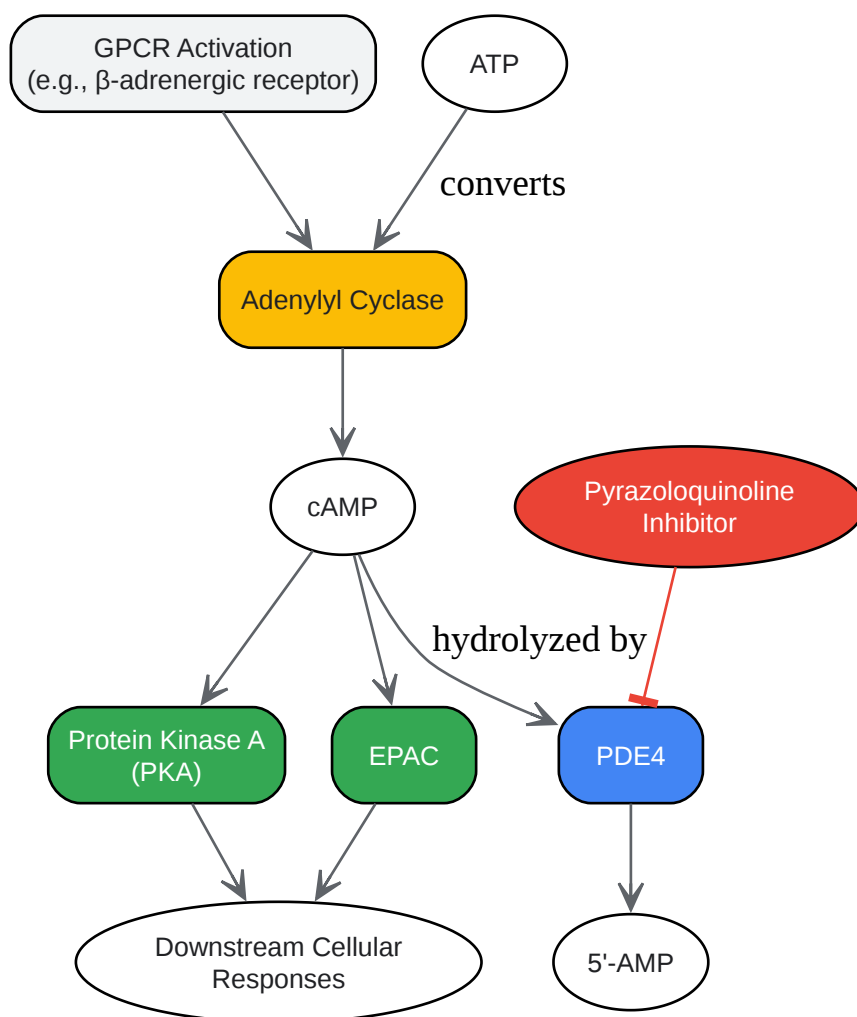 GPCR Activation
(e.g., β-adrenergic receptor)
ATP
converts
Adenylyl Cyclase
cAMP
Pyrazoloquinoline
Inhibitor
hydrolyzed by
Protein Kinase A
(PKA)
EPAC
PDE4
Downstream Cellular
Responses
5'-AMP